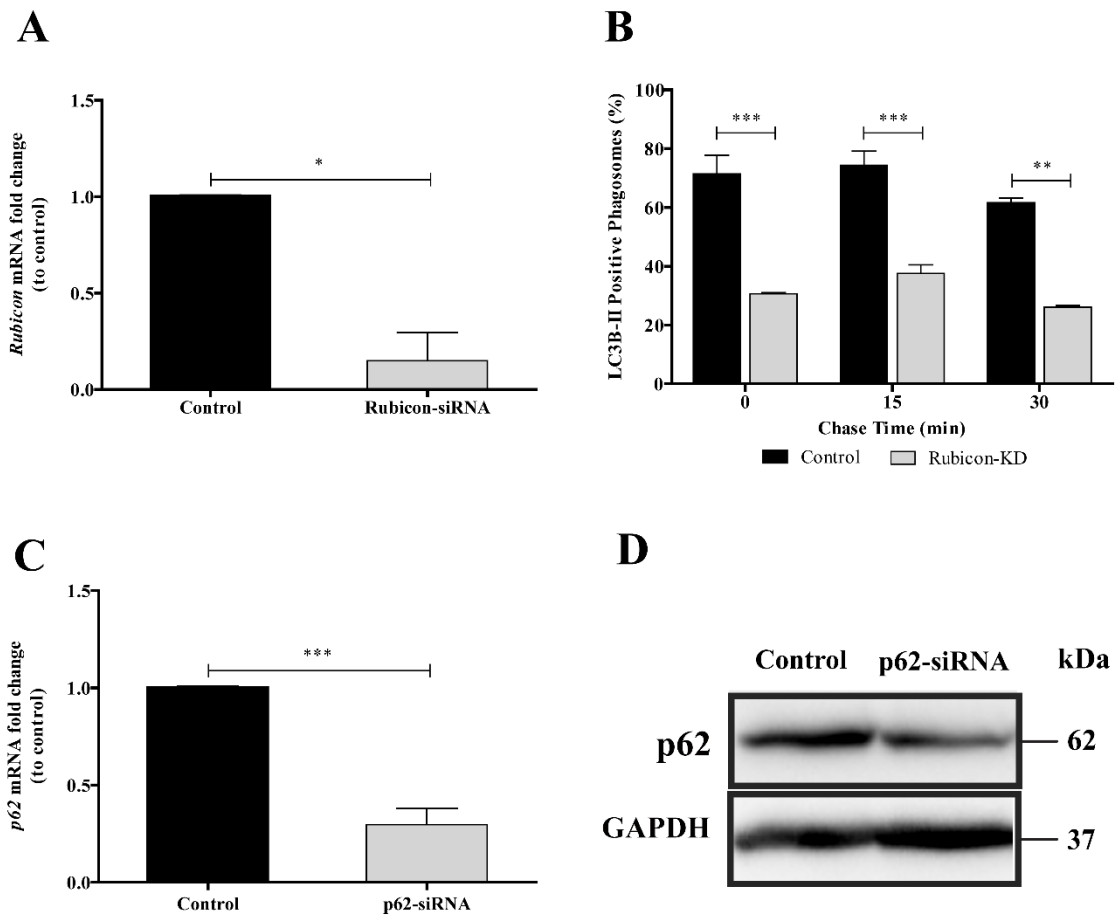 A
Rubicon mRNA fold change
(to control)
1.5
1.0
0.5
0.0
*
Control
Rubicon-siRNA
B
LC3B-II Positive Phagosomes (%)
100
80
60
40
20
0
***
***
**
0
15
30
Chase Time (min)
Control
Rubicon-KD
C
p62 mRNA fold change
(to control)
1.5
1.0
0.5
0.0
***
Control
p62-siRNA
D
Control
p62-siRNA
kDa
p62
62
GAPDH
37